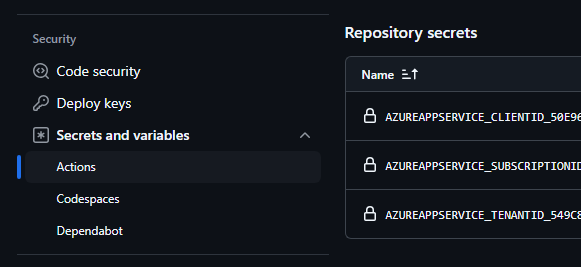 Security
Code security
Deploy keys
Secrets and variables
Actions
Codespaces
Dependabot
Repository secrets
Name
AZUREAPPSERVICE_CLIENTID_50E96
AZUREAPPSERVICE_SUBSCRIPTIONID
AZUREAPPSERVICE_TENANTID_549C8